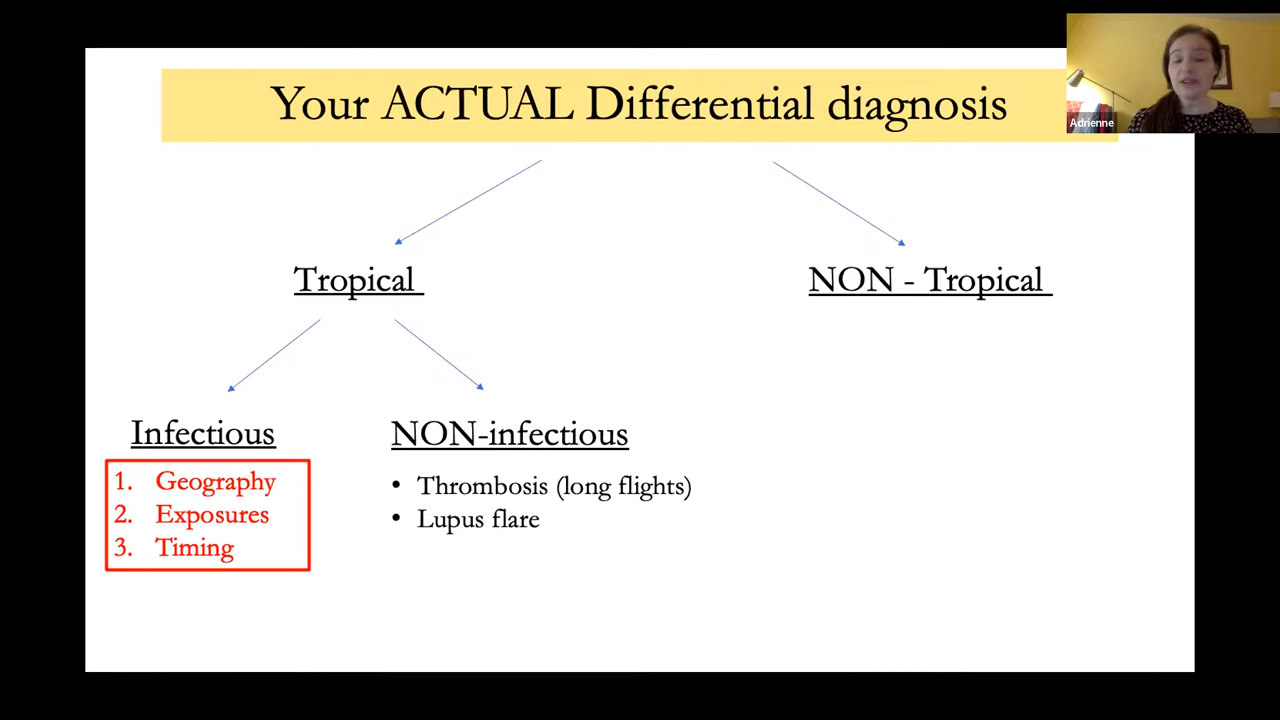 Your ACTUAL Differential diagnosis
Adrienne
Tropical
NON - Tropical
Infectious
1. Geography
2. Exposures
3. Timing
NON-infectious
• Thrombosis (long flights)
• Lupus flare